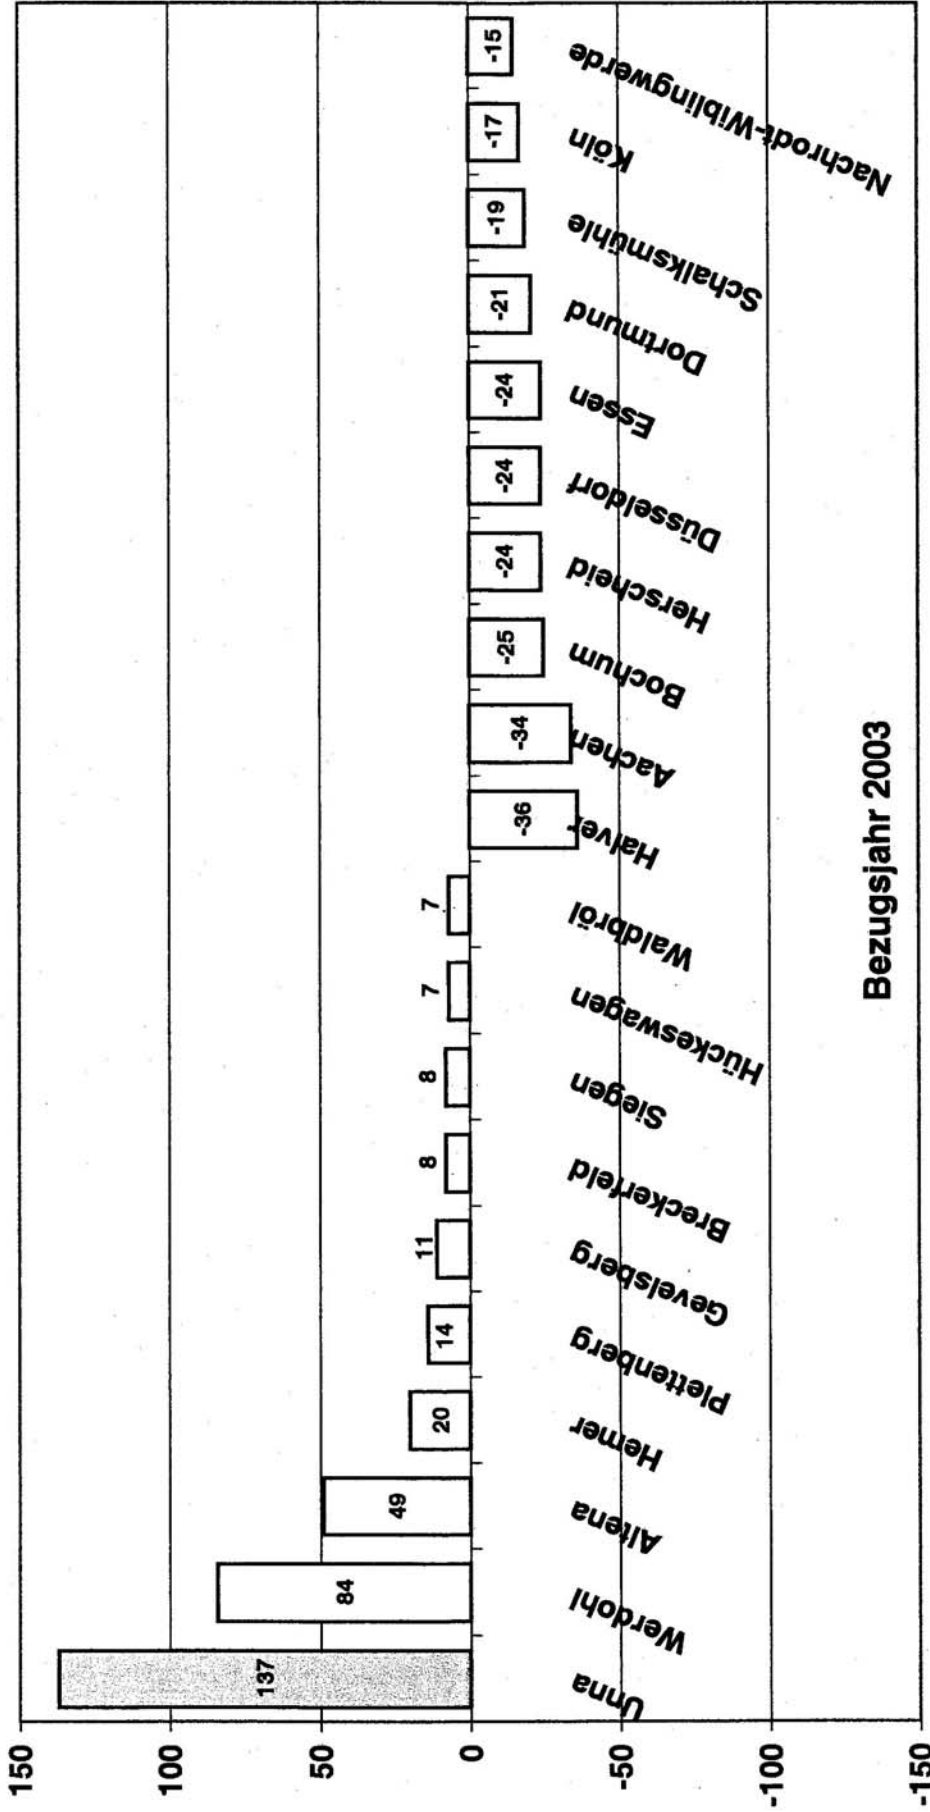 150
100
50
0
-50
-100
-150
137
84
49
20
14
11
8
8
7
7
-36
-34
-25
-24
-24
-24
-21
-19
-17
-15
Unna
Werdohl
Altena
Hemer
Plettenberg
Gevelsberg
Breckerfeld
Siegen
Hückeswagen
Waldbröl
Halver
Aachen
Bochum
Herscheid
Düsseldorf
Essen
Dortmund
Schalksmühle
Köln
Nachrodt-Wiblingwerde
Bezugsjahr 2003